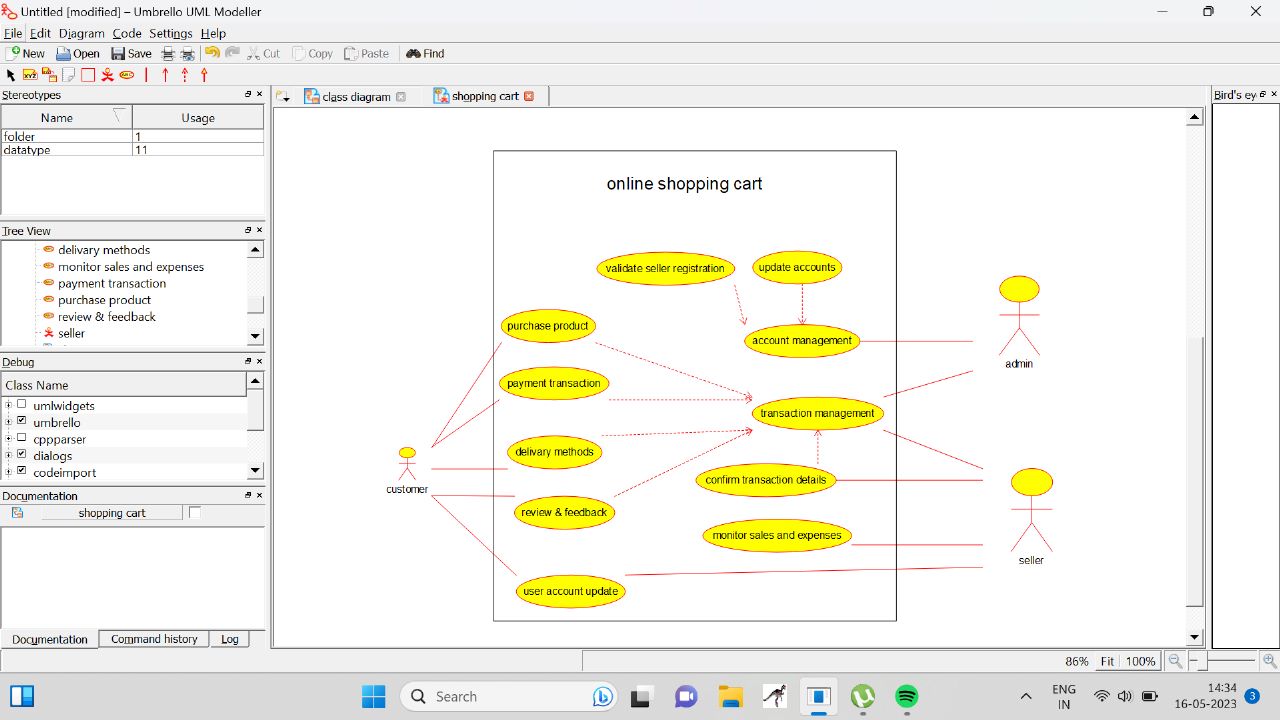 Untitled [modified] – Umbrello UML Modeller
File Edit Diagram Code Settings Help
New Open Save Cut Copy Paste Find
Stereotypes
Name Usage
folder 1
datatype 11
Tree View
delivary methods
monitor sales and expenses
payment transaction
purchase product
review & feedback
seller
Debug
Class Name
umlwidgets
umbrello
cppparser
dialogs
codeimport
Documentation
shopping cart
Documentation Command history Log
class diagram shopping cart
Bird's ey
online shopping cart
validate seller registration
update accounts
purchase product
account management
admin
payment transaction
transaction management
delivary methods
customer
confirm transaction details
review & feedback
monitor sales and expenses
seller
user account update
86% Fit 100%
Search
ENG
IN
14:34
16-05-2023
3